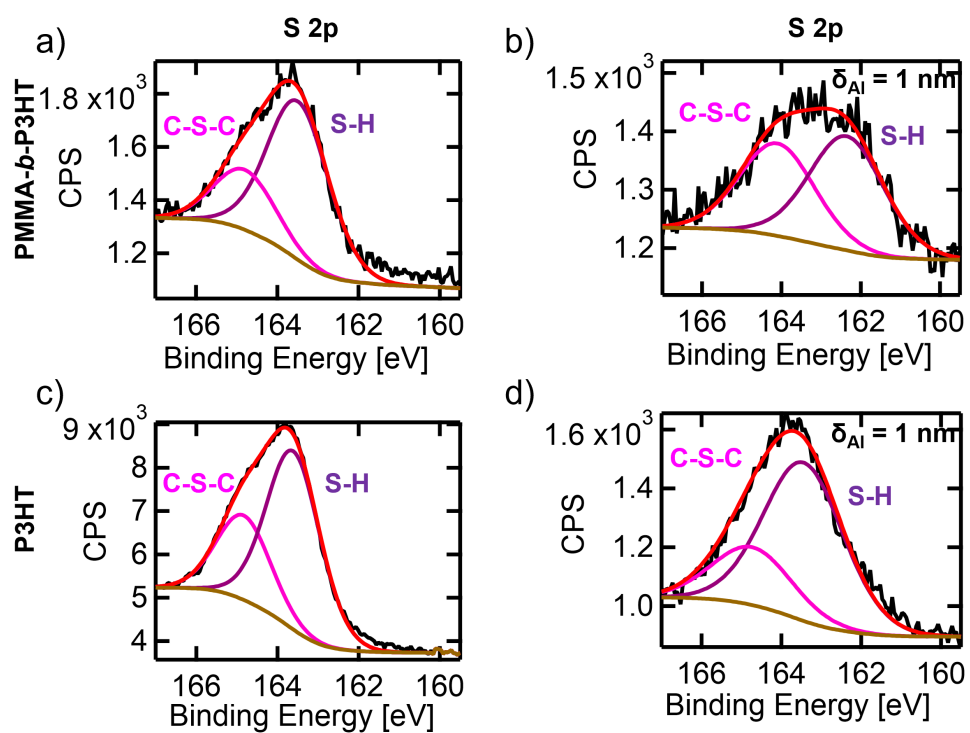 a)
S 2p
PMMA-b-P3HT
CPS
1.8 x10³
1.6
1.4
1.2
C-S-C
S-H
166 164 162 160
Binding Energy [eV]
b)
S 2p
CPS
1.5 x10³
1.4
1.3
1.2
δAl = 1 nm
C-S-C
S-H
166 164 162 160
Binding Energy [eV]
c)
P3HT
CPS
9 x10³
8
7
6
5
4
C-S-C
S-H
166 164 162 160
Binding Energy [eV]
d)
CPS
1.6 x10³
1.4
1.2
1.0
δAl = 1 nm
C-S-C
S-H
166 164 162 160
Binding Energy [eV]